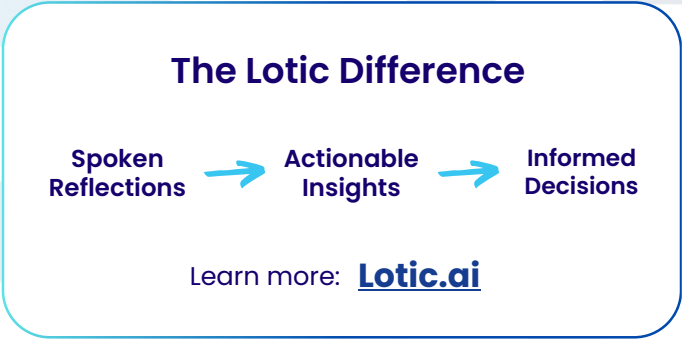 The Lotic Difference
Spoken
Reflections
Actionable
Insights
Informed
Decisions
Learn more: Lotic.ai